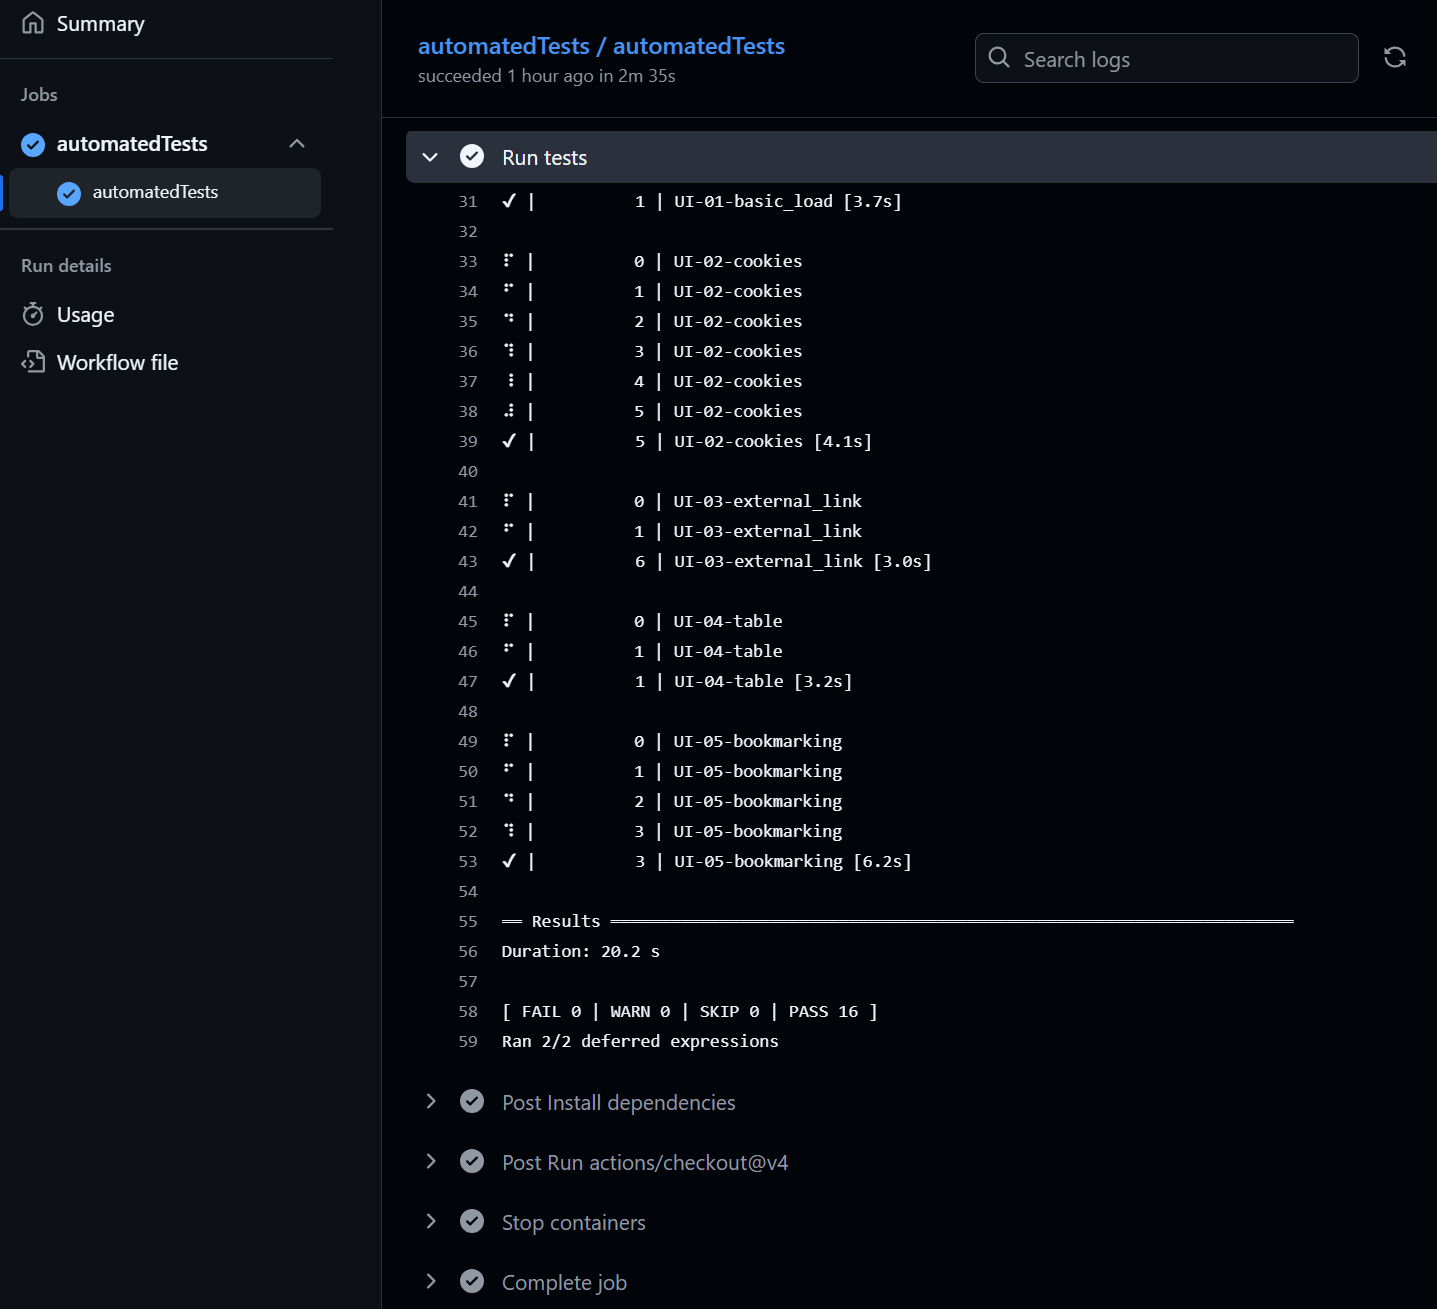 Summary
Jobs
automatedTests
automatedTests
Run details
Usage
Workflow file
automatedTests / automatedTests
succeeded 1 hour ago in 2m 35s
Search logs
Run tests
31 ✔ | 1 | UI-01-basic_load [3.7s]
32
33 ⠏ | 0 | UI-02-cookies
34 ⠋ | 1 | UI-02-cookies
35 ⠙ | 2 | UI-02-cookies
36 ⠹ | 3 | UI-02-cookies
37 ⠸ | 4 | UI-02-cookies
38 ⠼ | 5 | UI-02-cookies
39 ✔ | 5 | UI-02-cookies [4.1s]
40
41 ⠏ | 0 | UI-03-external_link
42 ⠋ | 1 | UI-03-external_link
43 ✔ | 6 | UI-03-external_link [3.0s]
44
45 ⠏ | 0 | UI-04-table
46 ⠋ | 1 | UI-04-table
47 ✔ | 1 | UI-04-table [3.2s]
48
49 ⠏ | 0 | UI-05-bookmarking
50 ⠋ | 1 | UI-05-bookmarking
51 ⠙ | 2 | UI-05-bookmarking
52 ⠹ | 3 | UI-05-bookmarking
53 ✔ | 3 | UI-05-bookmarking [6.2s]
54
55 ══ Results ═════════════════════════════════════════════════════════════════════
56 Duration: 20.2 s
57
58 [ FAIL 0 | WARN 0 | SKIP 0 | PASS 16 ]
59 Ran 2/2 deferred expressions
Post Install dependencies
Post Run actions/checkout@v4
Stop containers
Complete job